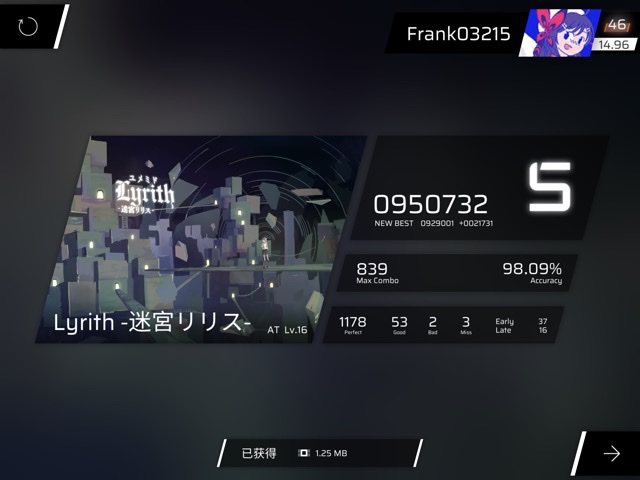 Frank03215
46
14.96
ユメミド
Lyrith
-迷宮リリス-
Lyrith -迷宮リリス-
AT Lv.16
0950732
NEW BEST 0929001 +0021731
S
839
Max Combo
98.09%
Accuracy
1178
Perfect
53
Good
2
Bad
3
Miss
Early 37
Late 16
已获得
1.25 MB